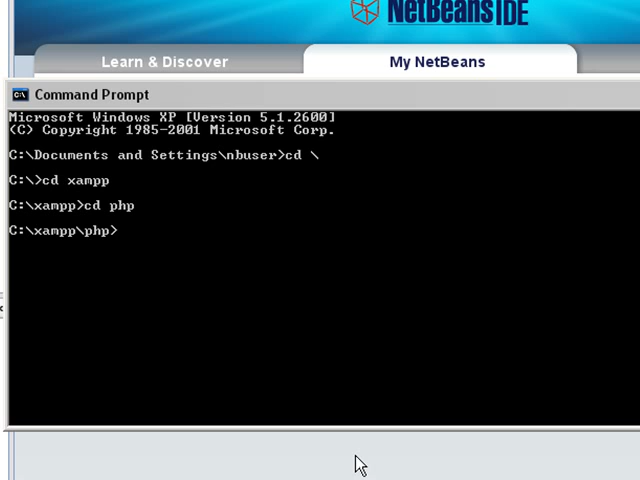 NetBeans IDE
Learn & Discover
My NetBeans
C:\
Command Prompt
Microsoft Windows XP [Version 5.1.2600]
(C) Copyright 1985-2001 Microsoft Corp.
C:\Documents and Settings\nbuser>cd \
C:\>cd xampp
C:\xampp>cd php
C:\xampp\php>